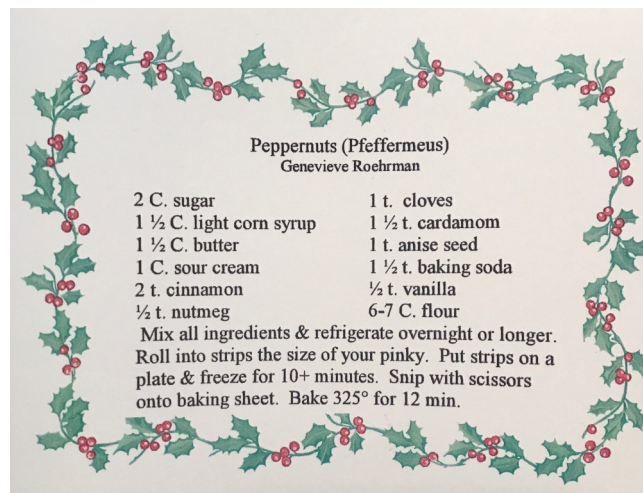 Peppernuts (Pfeffermeus)
Genevieve Roehrman
2 C. sugar
1 ½ C. light corn syrup
1 ½ C. butter
1 C. sour cream
2 t. cinnamon
½ t. nutmeg
1 t. cloves
1 ½ t. cardamom
1 t. anise seed
1 ½ t. baking soda
½ t. vanilla
6-7 C. flour
Mix all ingredients & refrigerate overnight or longer.
Roll into strips the size of your pinky. Put strips on a
plate & freeze for 10+ minutes. Snip with scissors
onto baking sheet. Bake 325° for 12 min.